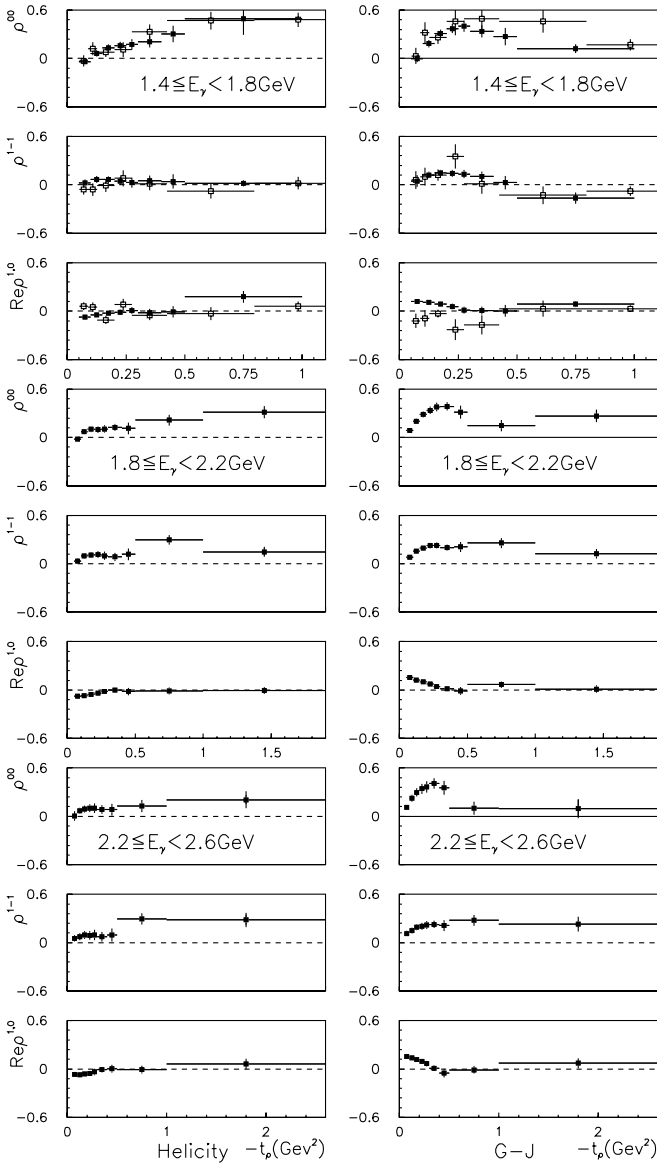 ρ⁰⁰ 0.6 0 −0.6 1.4≦Eᵧ<1.8GeV 0.6 0 −0.6 1.4≦Eᵧ<1.8GeV
ρ¹⁻¹ 0.6 0 −0.6 0.6 0 −0.6
Reρ¹·⁰ 0.6 0 −0.6 0.6 0 −0.6
0 0.25 0.5 0.75 1 0 0.25 0.5 0.75 1
ρ⁰⁰ 0.6 0 −0.6 1.8≦Eᵧ<2.2GeV 0.6 0 −0.6 1.8≦Eᵧ<2.2GeV
ρ¹⁻¹ 0.6 0 −0.6 0.6 0 −0.6
Reρ¹·⁰ 0.6 0 −0.6 0.6 0 −0.6
0 0.5 1 1.5 0 0.5 1 1.5
ρ⁰⁰ 0.6 0 −0.6 2.2≦Eᵧ<2.6GeV 0.6 0 −0.6 2.2≦Eᵧ<2.6GeV
ρ¹⁻¹ 0.6 0 −0.6 0.6 0 −0.6
Reρ¹·⁰ 0.6 0 −0.6 0.6 0 −0.6
0 1 2 0 1 2
Helicity −tᵨ(Gev²) G−J −tᵨ(Gev²)